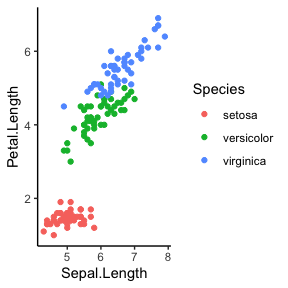 Petal.Length
6
4
2
5 6 7 8
Sepal.Length
Species
setosa
versicolor
virginica